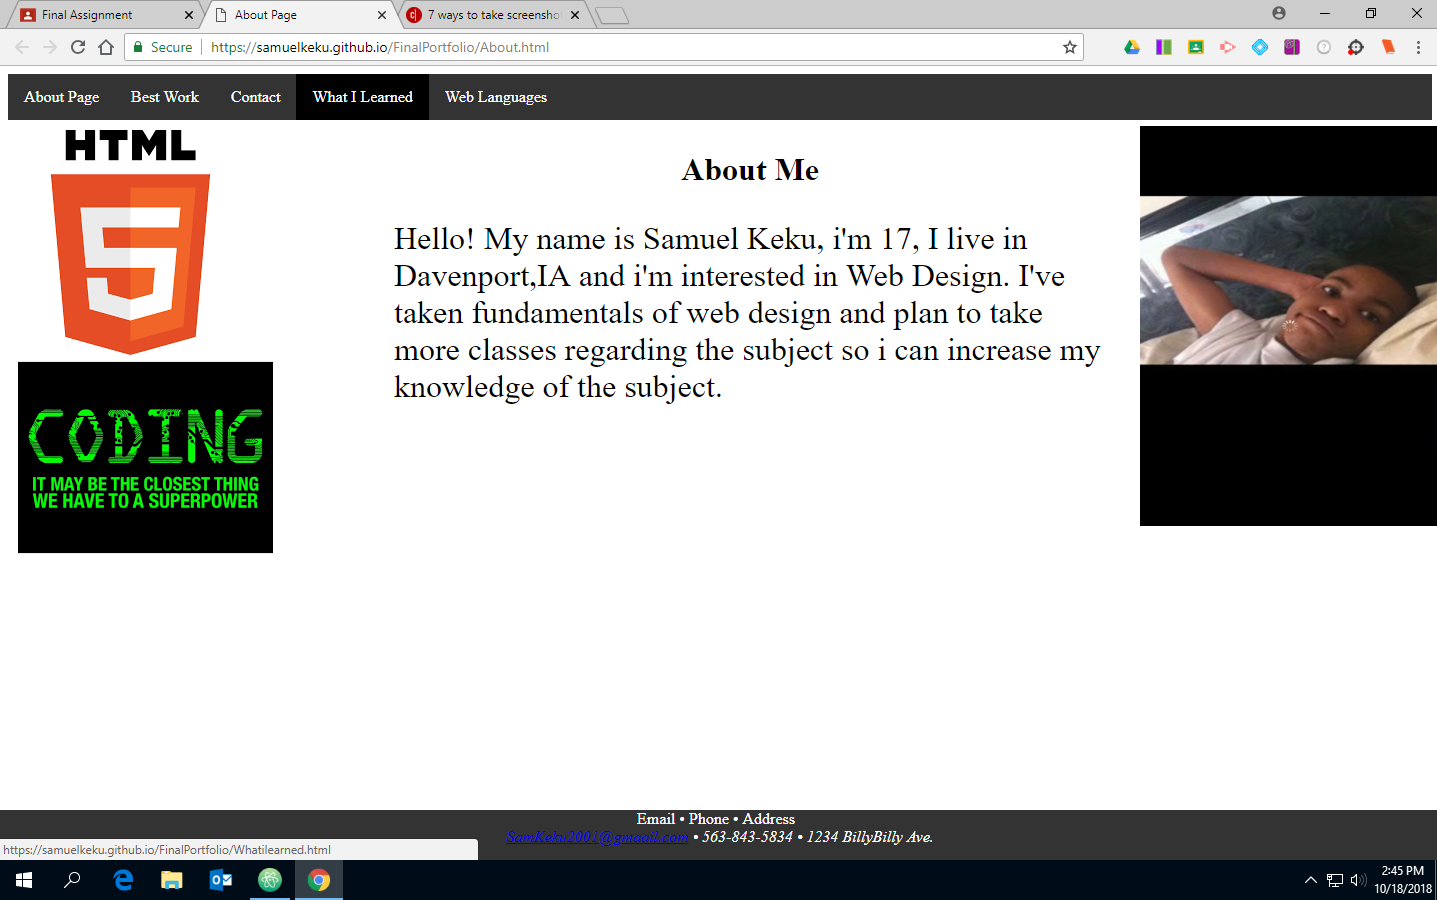 Final Assignment
About Page
7 ways to take screensho
Secure
https://samuelkeku.github.io/FinalPortfolio/About.html
About Page Best Work Contact What I Learned Web Languages
HTML
5
CODING
IT MAY BE THE CLOSEST THING
WE HAVE TO A SUPERPOWER
About Me
Hello! My name is Samuel Keku, i'm 17, I live in
Davenport,IA and i'm interested in Web Design. I've
taken fundamentals of web design and plan to take
more classes regarding the subject so i can increase my
knowledge of the subject.
Email • Phone • Address
SamKeku2001@gmaail.com • 563-843-5834 • 1234 BillyBilly Ave.
https://samuelkeku.github.io/FinalPortfolio/Whatilearned.html
2:45 PM
10/18/2018